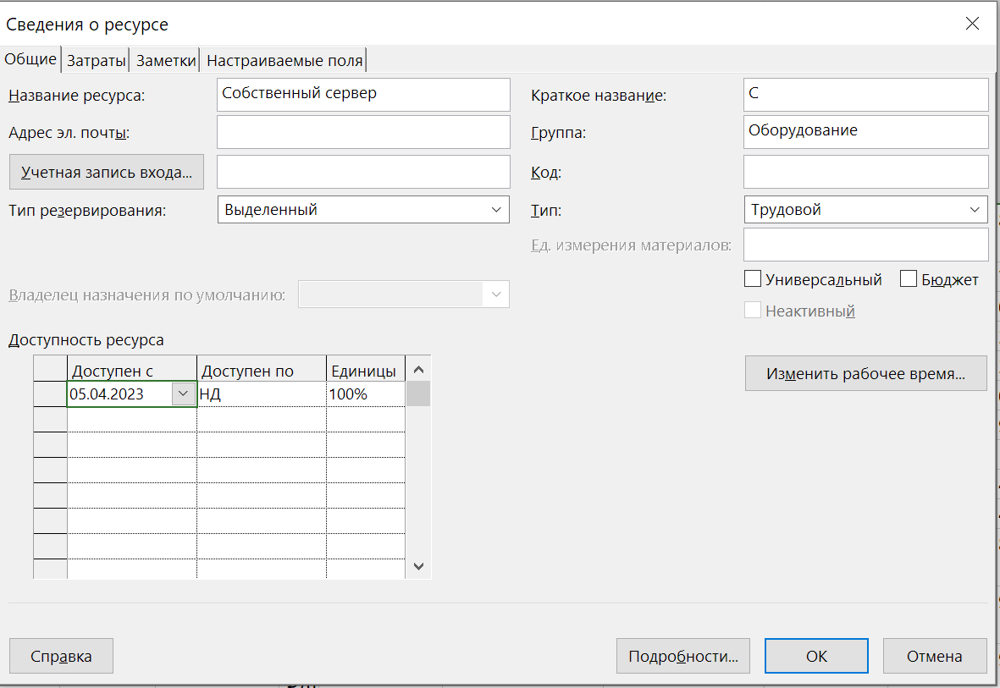 Сведения о ресурсе
Общие Затраты Заметки Настраиваемые поля
Название ресурса: Собственный сервер Краткое название: С
Адрес эл. почты: Группа: Оборудование
Учетная запись входа... Код:
Тип резервирования: Выделенный Тип: Трудовой
Ед. измерения материалов:
Универсальный Бюджет
Владелец назначения по умолчанию:
Неактивный
Доступность ресурса
Доступен с Доступен по Единицы
Изменить рабочее время...
05.04.2023 НД 100%
Справка Подробности... ОК Отмена